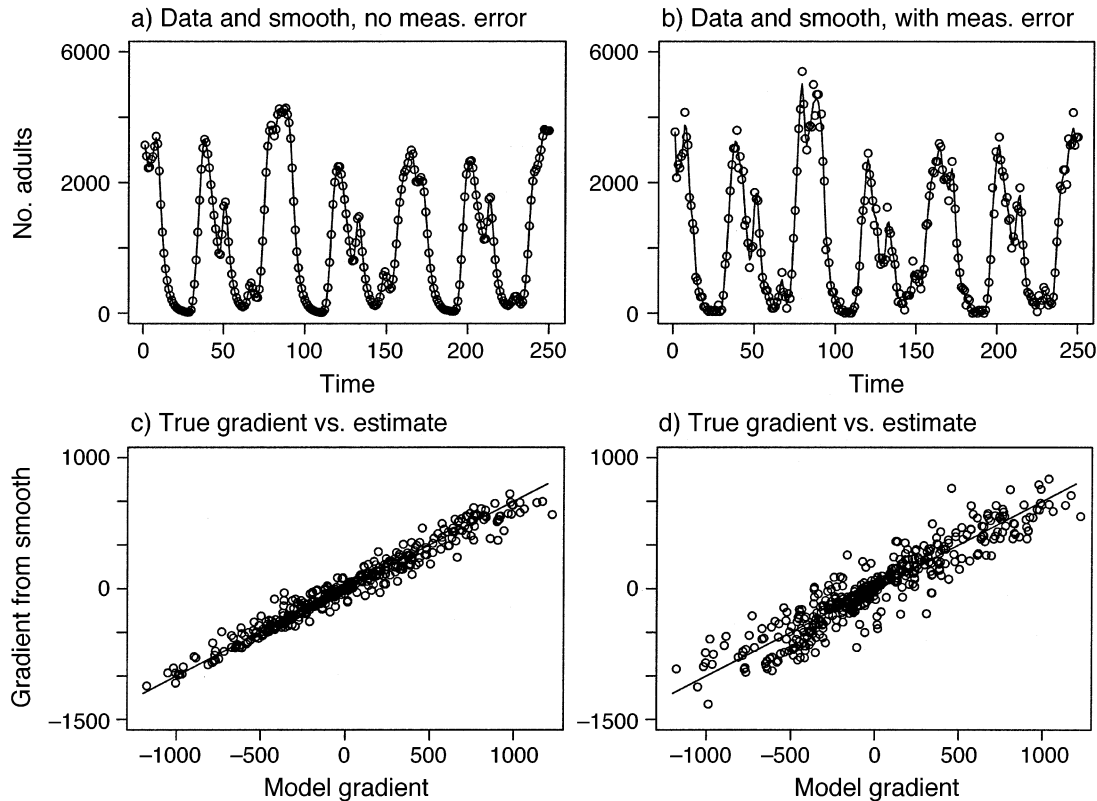 a) Data and smooth, no meas. error
b) Data and smooth, with meas. error
No. adults
6000
2000
0
0 50 100 150 200 250
Time
6000
2000
0
0 50 100 150 200 250
Time
c) True gradient vs. estimate
d) True gradient vs. estimate
Gradient from smooth
1000
0
−1500
−1000 −500 0 500 1000
Model gradient
1000
0
−1500
−1000 −500 0 500 1000
Model gradient